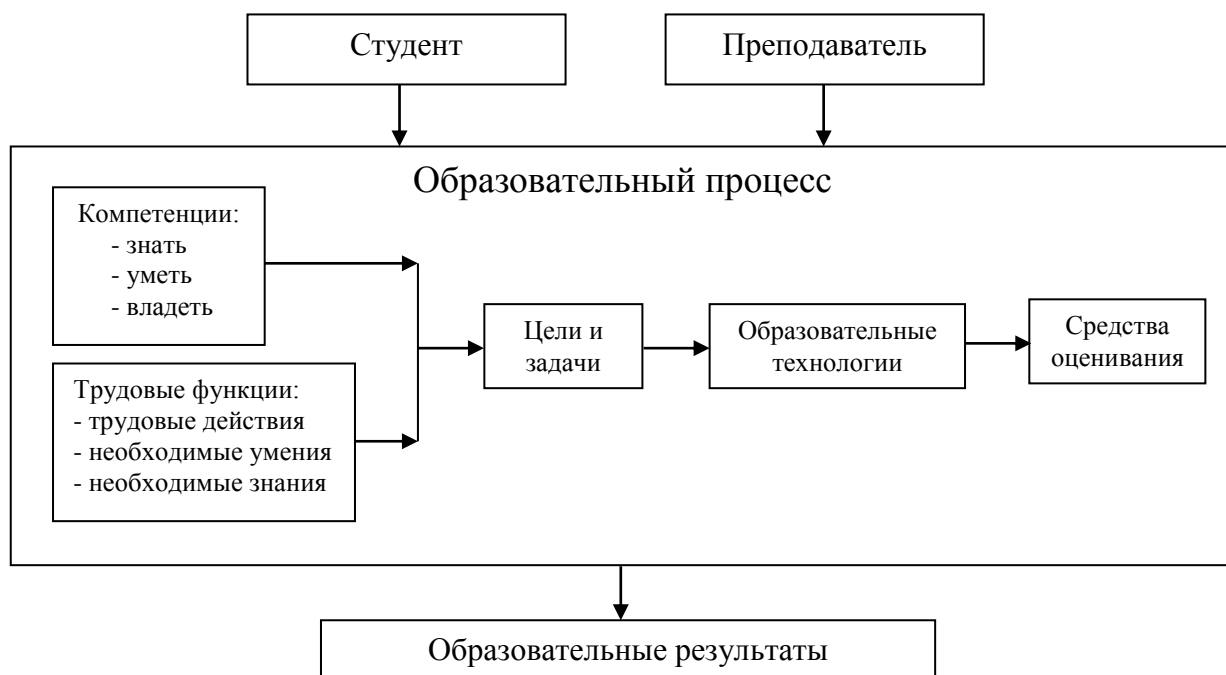 Студент
Преподаватель
Образовательный процесс
Компетенции:
- знать
- уметь
- владеть
Трудовые функции:
- трудовые действия
- необходимые умения
- необходимые знания
Цели и
задачи
Образовательные
технологии
Средства
оценивания
Образовательные результаты